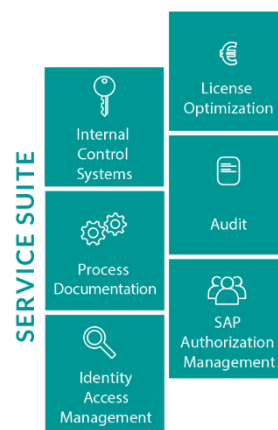 SERVICE SUITE
Internal
Control
Systems
Process
Documentation
Identity
Access
Management
License
Optimization
Audit
SAP
Authorization
Management